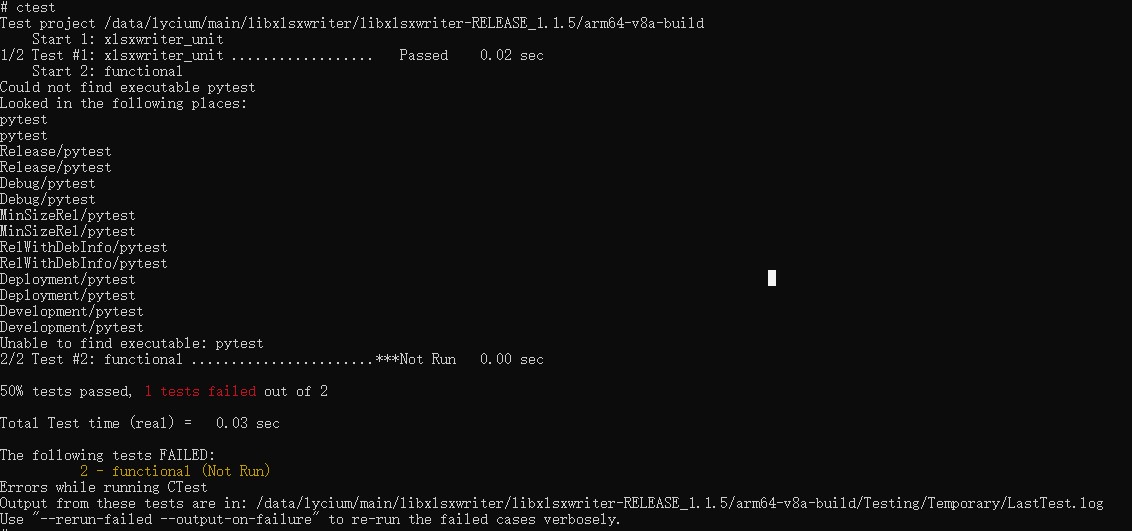 # ctest
Test project /data/lycium/main/libxlsxwriter/libxlsxwriter-RELEASE_1.1.5/arm64-v8a-build
Start 1: xlsxwriter_unit
1/2 Test #1: xlsxwriter_unit .................. Passed 0.02 sec
Start 2: functional
Could not find executable pytest
Looked in the following places:
pytest
pytest
Release/pytest
Release/pytest
Debug/pytest
Debug/pytest
MinSizeRel/pytest
MinSizeRel/pytest
RelWithDebInfo/pytest
RelWithDebInfo/pytest
Deployment/pytest
Deployment/pytest
Development/pytest
Development/pytest
Unable to find executable: pytest
2/2 Test #2: functional .......................***Not Run 0.00 sec
50% tests passed, 1 tests failed out of 2
Total Test time (real) = 0.03 sec
The following tests FAILED:
2 - functional (Not Run)
Errors while running CTest
Output from these tests are in: /data/lycium/main/libxlsxwriter/libxlsxwriter-RELEASE_1.1.5/arm64-v8a-build/Testing/Temporary/LastTest.log
Use "--rerun-failed --output-on-failure" to re-run the failed cases verbosely.
#